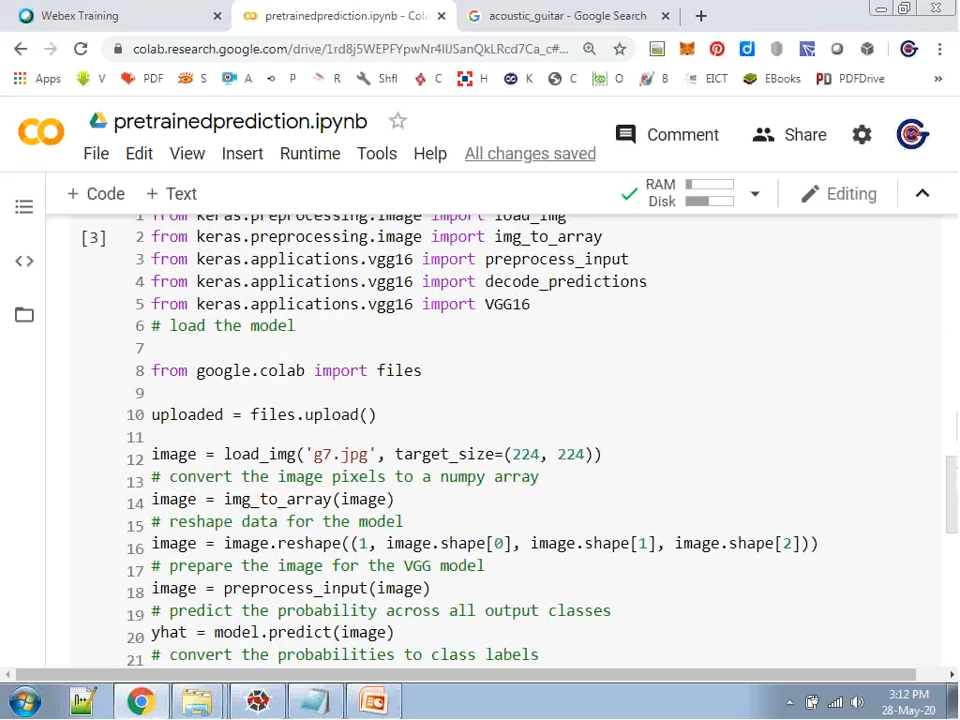 Webex Training
pretrainedprediction.ipynb - Cola
acoustic_guitar - Google Search
colab.research.google.com/drive/1rd8j5WEPFYpwNr4lIJSanQkLRcd7Ca_c#...
Apps V PDF S A P R Shfl C H K C O B EICT EBooks PDFDrive »
pretrainedprediction.ipynb
Comment Share
File Edit View Insert Runtime Tools Help All changes saved
+ Code + Text RAM Disk Editing
1 from keras.preprocessing.image import load_img
[3] 2 from keras.preprocessing.image import img_to_array
3 from keras.applications.vgg16 import preprocess_input
4 from keras.applications.vgg16 import decode_predictions
5 from keras.applications.vgg16 import VGG16
6 # load the model
7
8 from google.colab import files
9
10 uploaded = files.upload()
11
12 image = load_img('g7.jpg', target_size=(224, 224))
13 # convert the image pixels to a numpy array
14 image = img_to_array(image)
15 # reshape data for the model
16 image = image.reshape((1, image.shape[0], image.shape[1], image.shape[2]))
17 # prepare the image for the VGG model
18 image = preprocess_input(image)
19 # predict the probability across all output classes
20 yhat = model.predict(image)
21 # convert the probabilities to class labels
3:12 PM
28-May-20